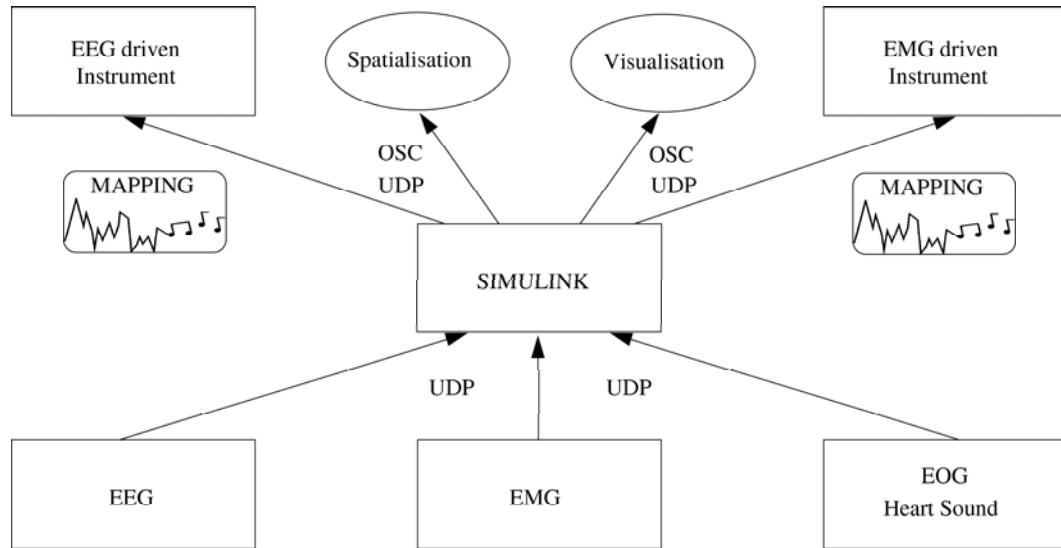 EEG driven
Instrument
Spatialisation
Visualisation
EMG driven
Instrument
OSC
UDP
OSC
UDP
MAPPING
MAPPING
SIMULINK
UDP
UDP
EEG
EMG
EOG
Heart Sound